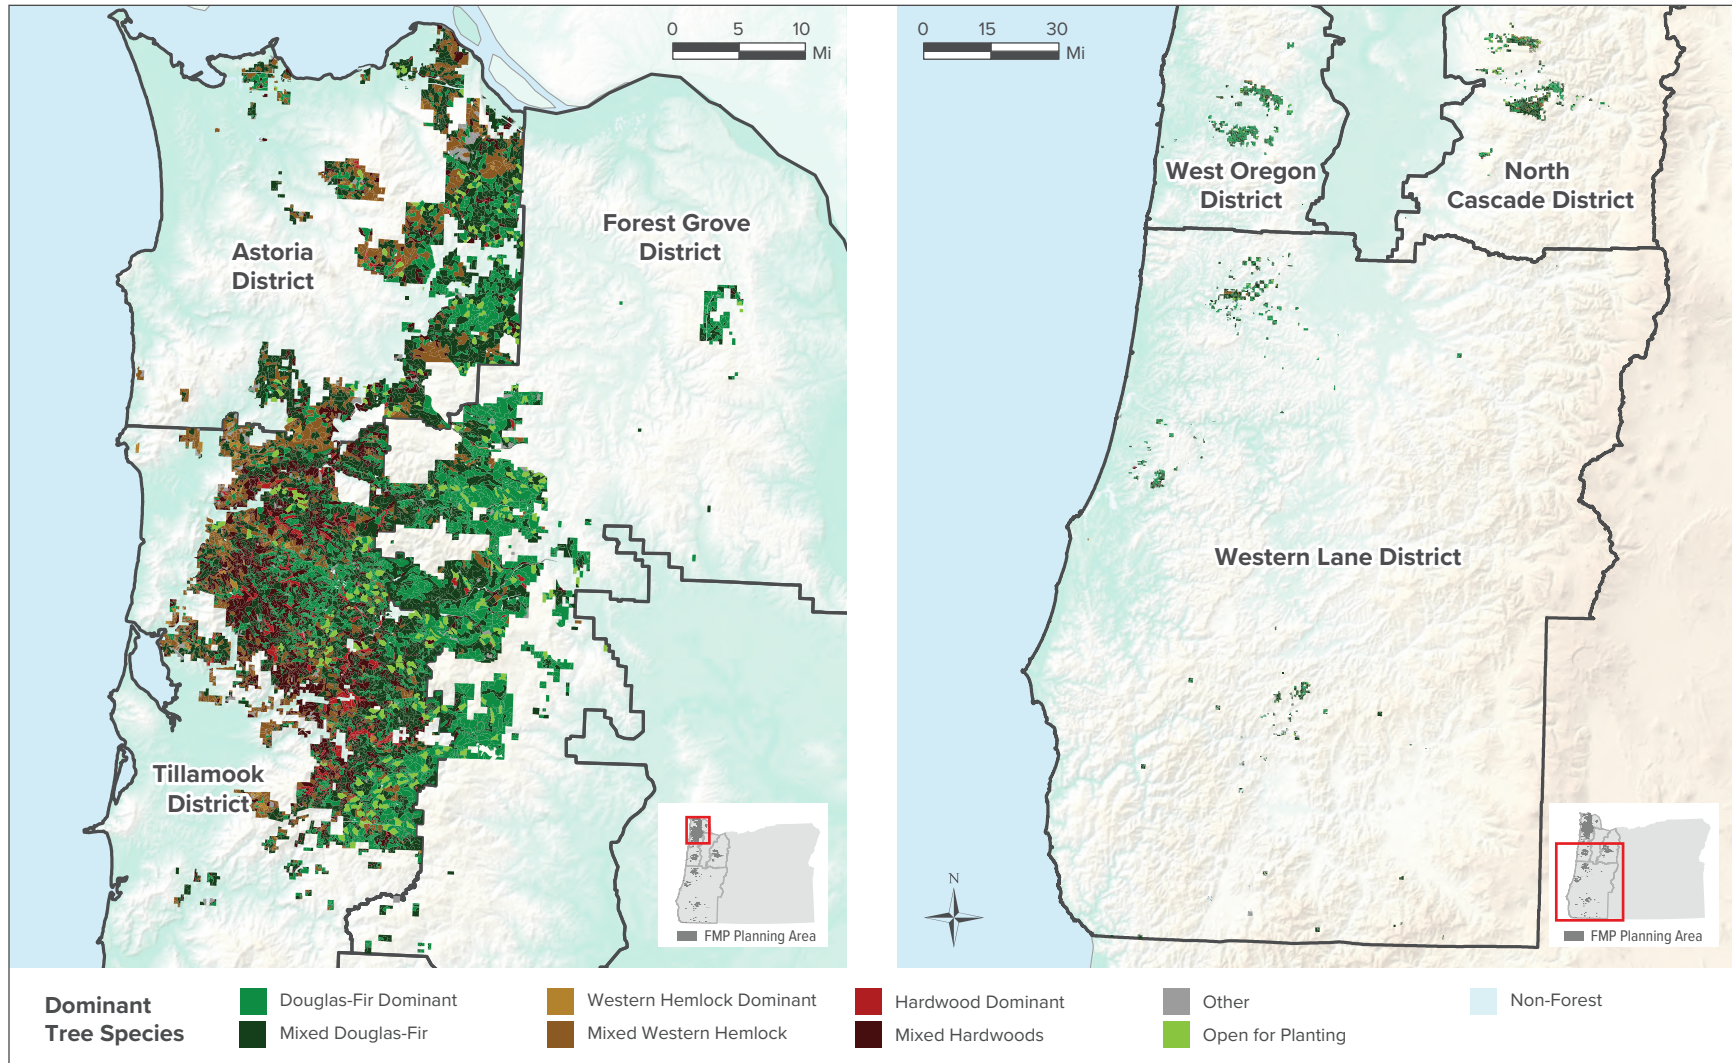 0 5 10
Mi
Astoria
District
Forest Grove
District
Tillamook
District
FMP Planning Area
0 15 30
Mi
West Oregon
District
North
Cascade District
Western Lane District
N
FMP Planning Area
Dominant
Tree Species
Douglas-Fir Dominant
Mixed Douglas-Fir
Western Hemlock Dominant
Mixed Western Hemlock
Hardwood Dominant
Mixed Hardwoods
Other
Open for Planting
Non-Forest